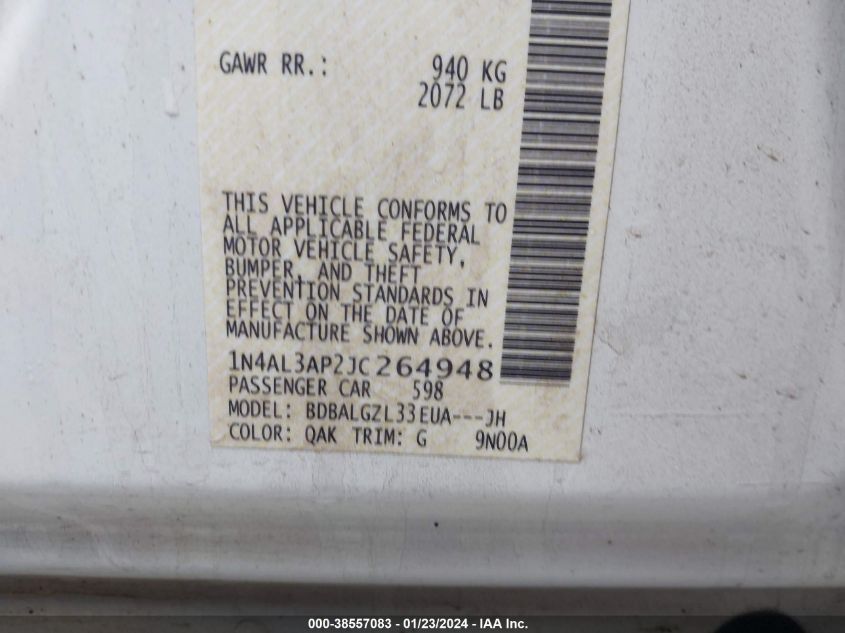 GAWR RR.: 940 KG
2072 LB
THIS VEHICLE CONFORMS TO
ALL APPLICABLE FEDERAL
MOTOR VEHICLE SAFETY,
BUMPER, AND THEFT
PREVENTION STANDARDS IN
EFFECT ON THE DATE OF
MANUFACTURE SHOWN ABOVE.
1N4AL3AP2JC264948
PASSENGER CAR 598
MODEL: BDBALGZL33EUA---JH
COLOR: QAK TRIM: G 9N00A
000-38557083 - 01/23/2024 - IAA Inc.